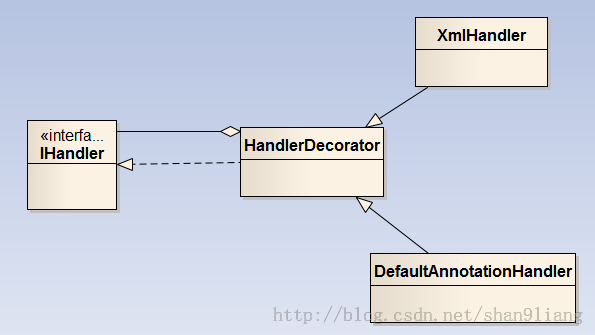 XmlHandler
«interfa...
IHandler
HandlerDecorator
DefaultAnnotationHandler
http://blog.csdn.net/shan9liang